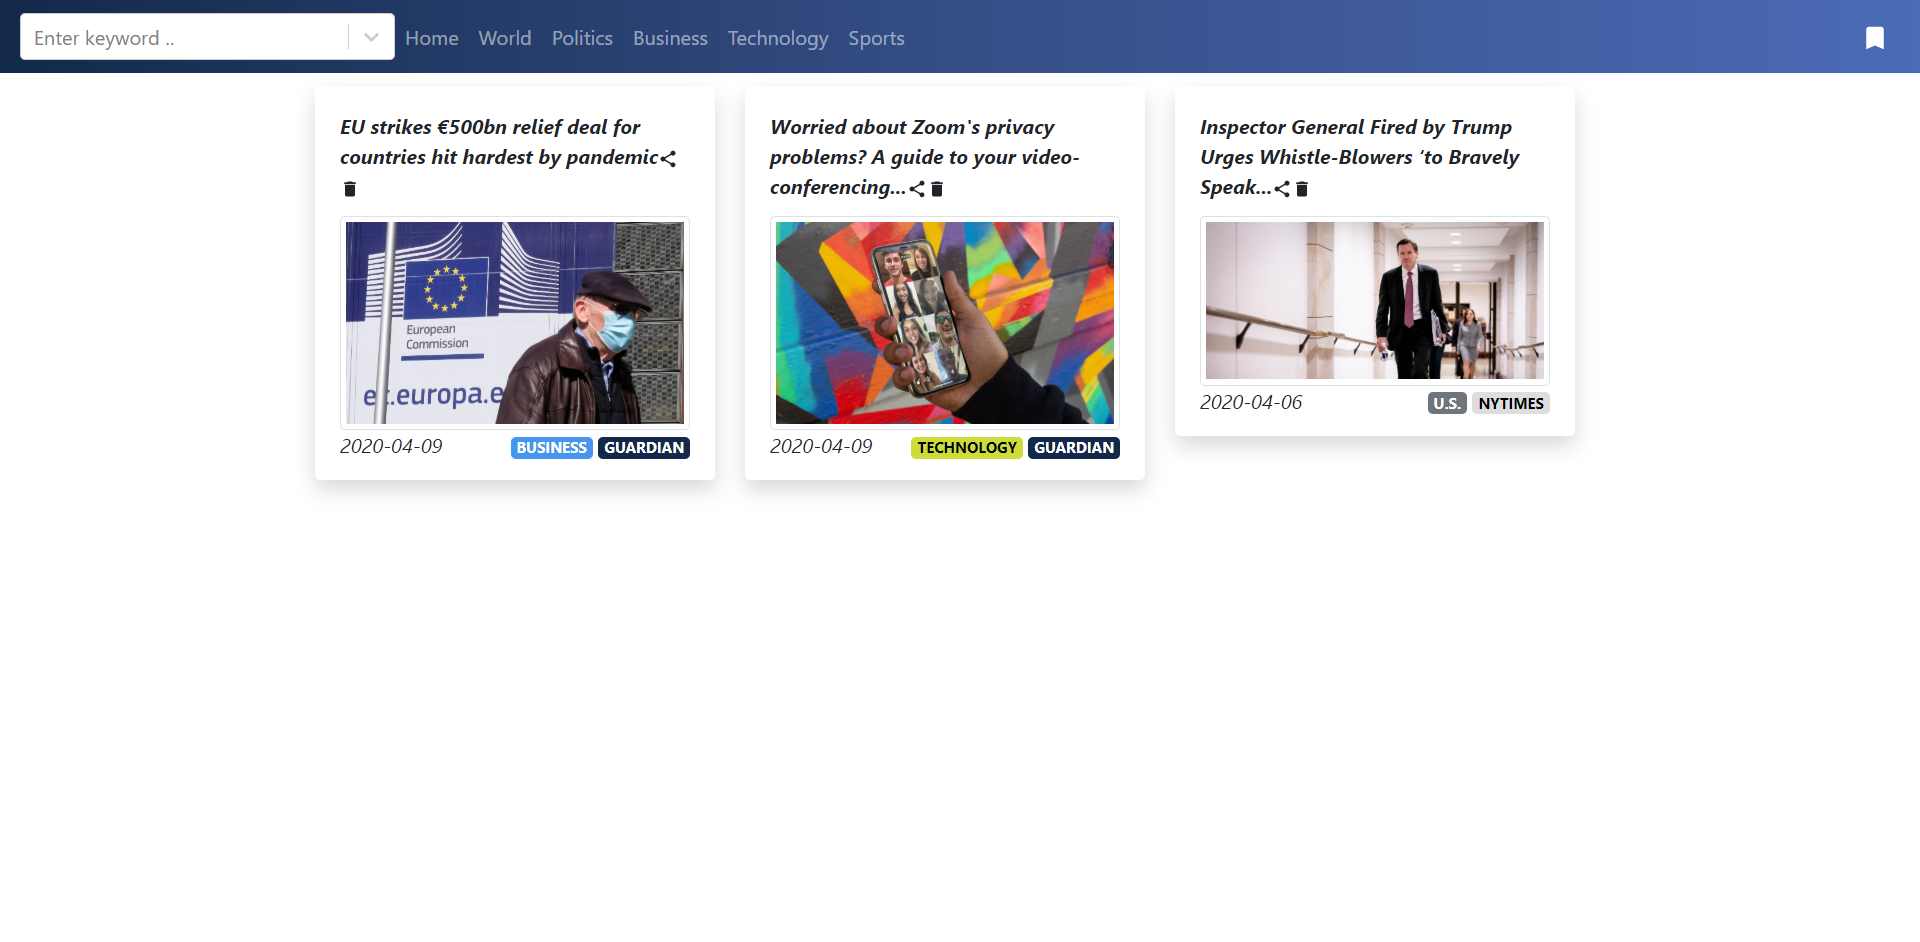 Enter keyword ..
Home World Politics Business Technology Sports
EU strikes €500bn relief deal for
countries hit hardest by pandemic
European
Commission
ec.europa.e
2020-04-09 BUSINESS GUARDIAN
Worried about Zoom's privacy
problems? A guide to your video-
conferencing...
2020-04-09 TECHNOLOGY GUARDIAN
Inspector General Fired by Trump
Urges Whistle-Blowers ‘to Bravely
Speak...
2020-04-06 U.S. NYTIMES